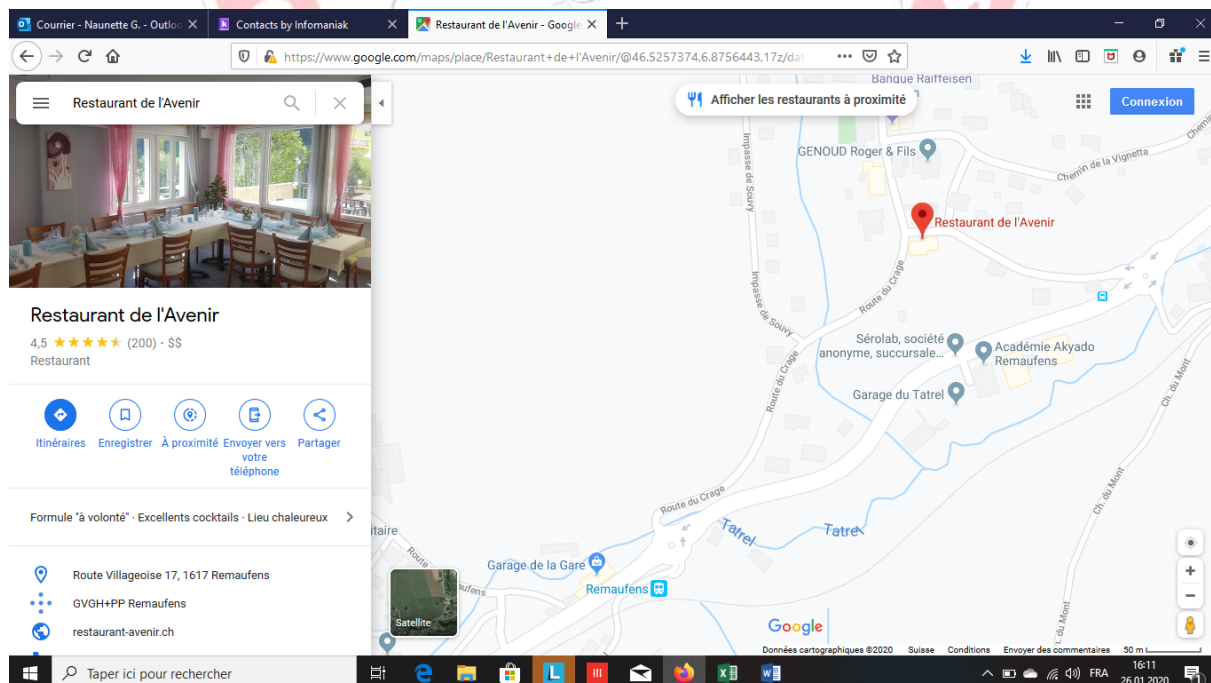 Courrier - Naunette G. - Outloo
Contacts by Infomaniak
Restaurant de l'Avenir - Google
https://www.google.com/maps/place/Restaurant+de+l'Avenir/@46.5257374,6.8756443,17z/dat
Restaurant de l'Avenir
Afficher les restaurants à proximité
Connexion
Banque Raiffeisen
GENOUD Roger & Fils
Impasse de Souvy
Chemin de la Vignetta
Chemin
Restaurant de l'Avenir
Route du Crage
Impasse de Souvy
Sérolab, société
anonyme, succursale...
Académie Akyado
Remaufens
Garage du Tatrel
Route du Crage
Ch. du Mont
Ch. du Mont
Route du Crage
Tatrel
Tatrel
itaire
Route
aufens
Garage de la Gare
Remaufens
du Mont
Restaurant de l'Avenir
4,5 (200) · $$
Restaurant
Itinéraires
Enregistrer
À proximité
Envoyer vers
votre
téléphone
Partager
Formule "à volonté" · Excellents cocktails · Lieu chaleureux
Route Villageoise 17, 1617 Remaufens
GVGH+PP Remaufens
restaurant-avenir.ch
Satellite
Google
Données cartographiques ©2020 Suisse Conditions Envoyer des commentaires 50 m
Taper ici pour rechercher
FRA
16:11
26.01.2020